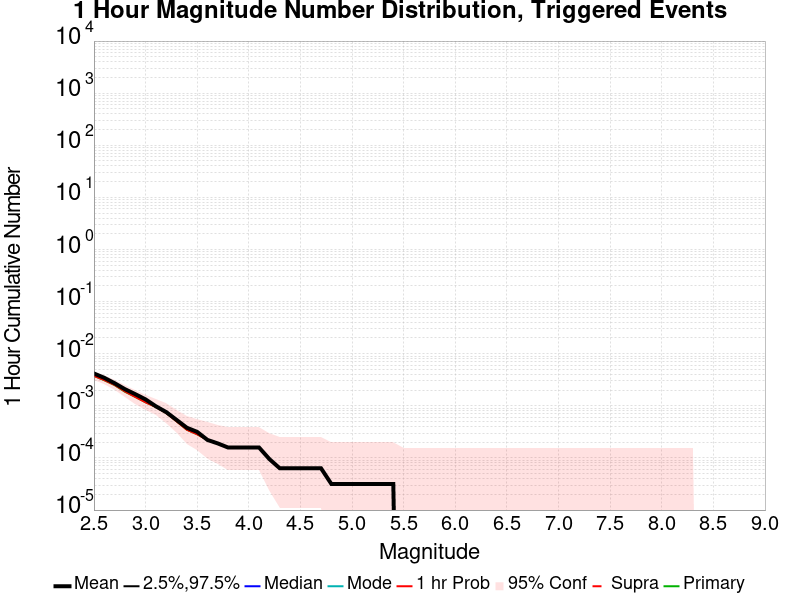 1 Hour Magnitude Number Distribution, Triggered Events
1 Hour Cumulative Number
10 4
10 3
10 2
10 1
10 0
10 -1
10 -2
10 -3
10 -4
10 -5
2.5 3.0 3.5 4.0 4.5 5.0 5.5 6.0 6.5 7.0 7.5 8.0 8.5 9.0
Magnitude
Mean 2.5%,97.5% Median Mode 1 hr Prob 95% Conf Supra Primary